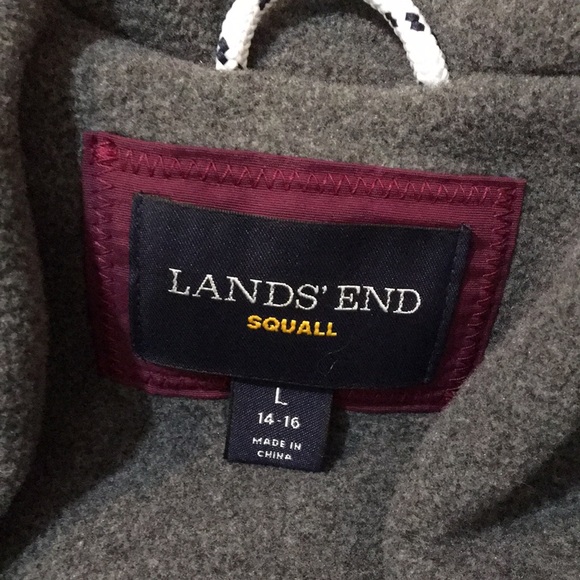 LANDS' END
SQUALL
L
14-16
MADE IN
CHINA